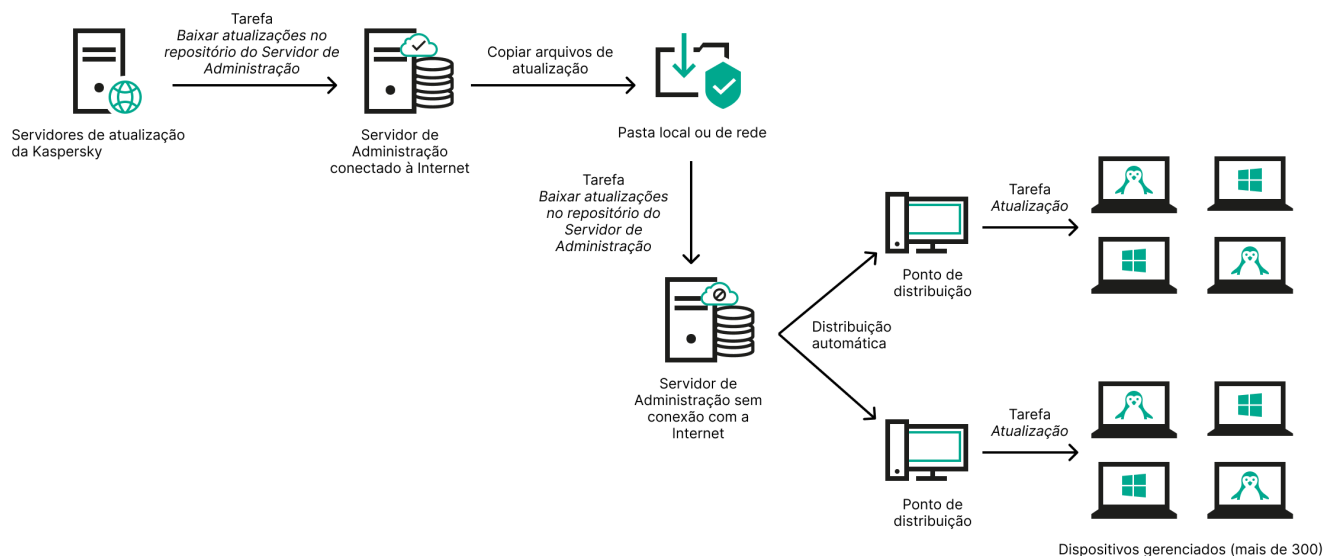 Tarefa
Baixar atualizações no
repositório do Servidor de
Administração
Servidores de atualização
da Kaspersky
Servidor de
Administração
conectado à Internet
Copiar arquivos de
atualização
Pasta local ou de rede
Tarefa
Baixar atualizações
no repositório do
Servidor de
Administração
Servidor de
Administração sem
conexão com a
Internet
Distribuição
automática
Ponto de
distribuição
Tarefa
Atualização
Ponto de
distribuição
Tarefa
Atualização
Dispositivos gerenciados (mais de 300)